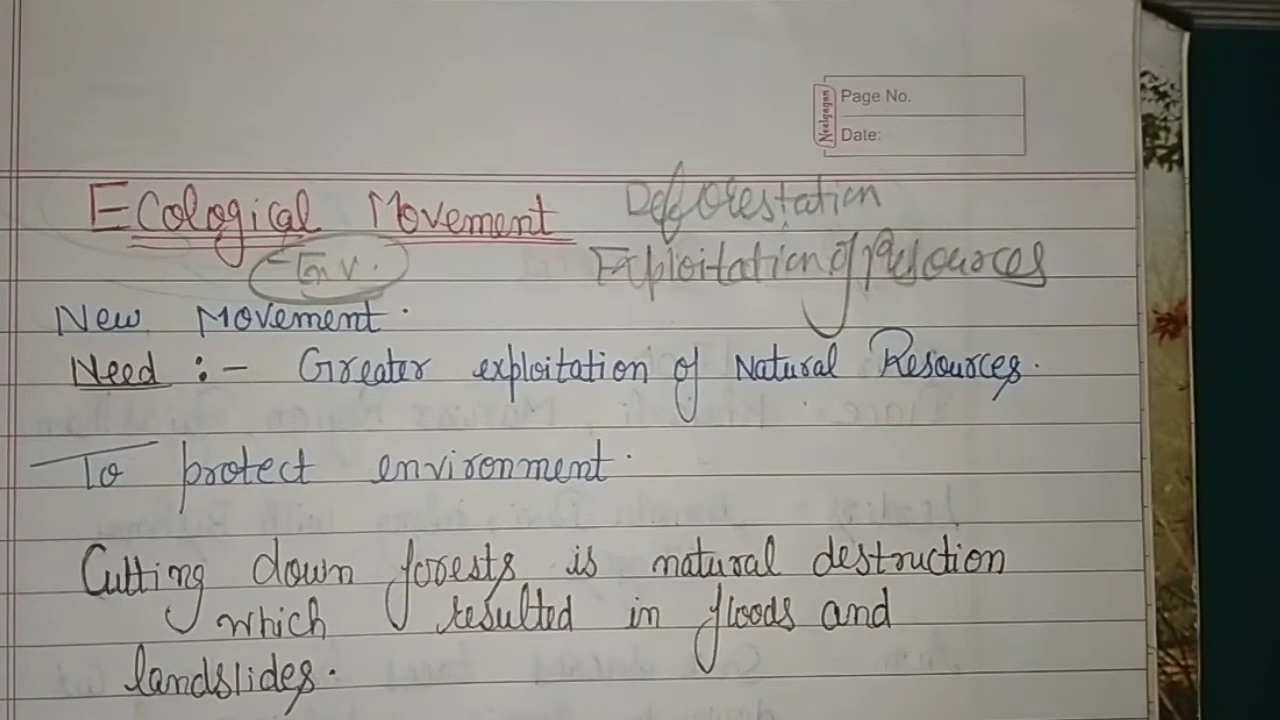 Neelgagan
Page No.
Date:
Ecological Movement
Deforestation
Env.
Exploitation of Resources
New Movement.
Need :- Greater exploitation of Natural Resources.
To protect environment.
Cutting down forests is natural destruction
which resulted in floods and
landslides.